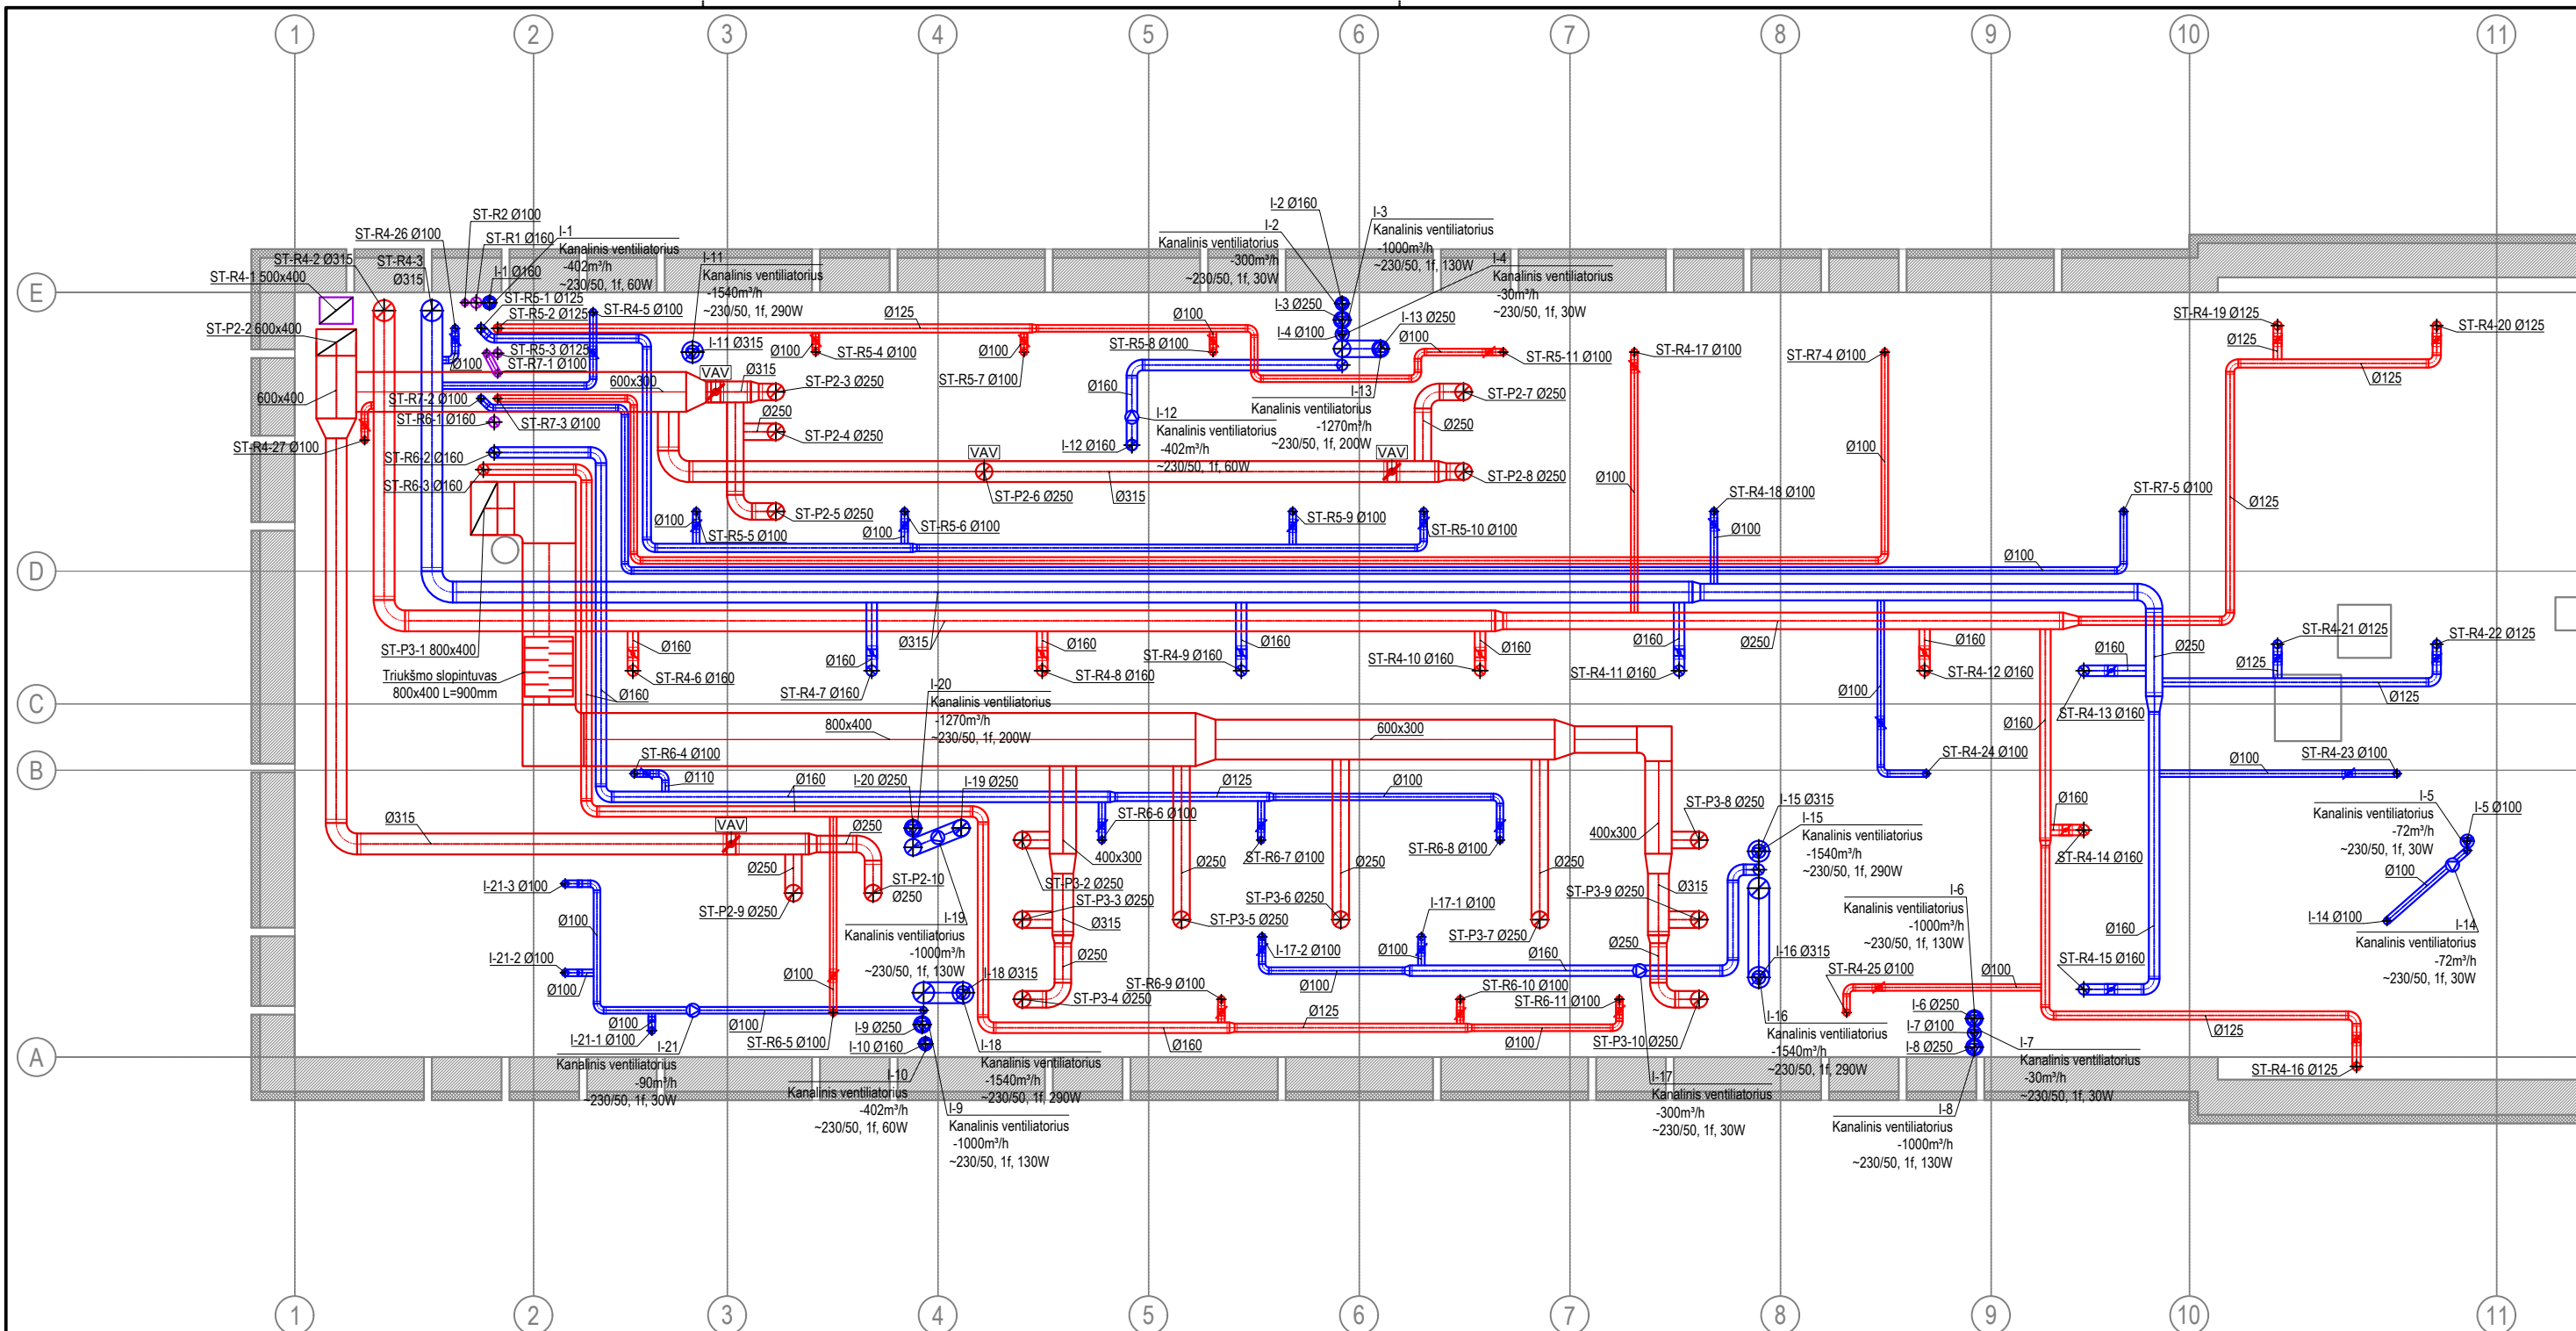 1 2 3 4 5 6 7 8 9 10 11
I-2 Ø160
I-2
Kanalinis ventiliatorius
-300m³/h
~230/50, 1f, 30W
I-3
Kanalinis ventiliatorius
-1000m³/h
~230/50, 1f, 130W
I-4
Kanalinis ventiliatorius
-30m³/h
~230/50, 1f, 30W
ST-R2 Ø100
ST-R1 Ø160
I-1
Kanalinis ventiliatorius
-402m³/h
~230/50, 1f, 60W
ST-R4-26 Ø100
ST-R4-2 Ø315
ST-R4-3
Ø315
ST-R4-1 500x400
I-1 Ø160
I-11
Kanalinis ventiliatorius
-1540m³/h
~230/50, 1f, 290W
E
ST-R5-1 Ø125
ST-R5-2 Ø125
ST-R4-5 Ø100
Ø125
Ø100
I-3 Ø250
I-4 Ø100
I-13 Ø250
Ø100
ST-R4-19 Ø125
ST-R4-20 Ø125
ST-P2-2 600x400
ST-R5-3 Ø125
ST-R7-1 Ø100
Ø100
I-11 Ø315
Ø100
ST-R5-4 Ø100
Ø100
ST-R5-7 Ø100
ST-R5-8 Ø100
ST-R5-11 Ø100
ST-R4-17 Ø100
ST-R7-4 Ø100
Ø125
Ø125
600x400
600x300
VAV
Ø315
ST-P2-3 Ø250
Ø160
I-13
Kanalinis ventiliatorius
-1270m³/h
~230/50, 1f, 200W
ST-P2-7 Ø250
ST-R7-2 Ø100
ST-R6-1 Ø160
ST-R7-3 Ø100
Ø250
ST-P2-4 Ø250
I-12
Kanalinis ventiliatorius
-402m³/h
~230/50, 1f, 60W
I-12 Ø160
Ø250
ST-R4-27 Ø100
ST-R6-2 Ø160
ST-R6-3 Ø160
VAV
VAV
Ø100
ST-P2-6 Ø250
Ø315
ST-P2-8 Ø250
Ø100
ST-P2-5 Ø250
Ø100
ST-R5-5 Ø100
Ø100
ST-R5-6 Ø100
ST-R5-9 Ø100
ST-R5-10 Ø100
ST-R4-18 Ø100
Ø100
ST-R7-5 Ø100
Ø125
Ø100
D
ST-P3-1 800x400
Triukšmo slopintuvas
800x400 L=900mm
Ø160
ST-R4-6 Ø160
Ø160
ST-R4-7 Ø160
Ø315
Ø160
ST-R4-8 Ø160
Ø160
ST-R4-9 Ø160
Ø160
ST-R4-10 Ø160
Ø160
ST-R4-11 Ø160
Ø250
Ø160
ST-R4-12 Ø160
Ø160
Ø250
ST-R4-21 Ø125
Ø125
ST-R4-22 Ø125
Ø160
Ø100
C
I-20
Kanalinis ventiliatorius
-1270m³/h
~230/50, 1f, 200W
800x400
600x300
Ø160
ST-R4-13 Ø160
Ø125
B
ST-R6-4 Ø100
Ø110
Ø160
I-20 Ø250
I-19 Ø250
Ø125
Ø100
ST-R4-24 Ø100
Ø100
ST-R4-23 Ø100
Ø315
VAV
Ø250
ST-R6-6 Ø100
ST-R6-7 Ø100
ST-R6-8 Ø100
400x300
Ø250
Ø250
Ø250
400x300
ST-P3-8 Ø250
I-15 Ø315
I-15
Kanalinis ventiliatorius
-1540m³/h
~230/50, 1f, 290W
Ø160
ST-R4-14 Ø160
I-5
Kanalinis ventiliatorius
-72m³/h
~230/50, 1f, 30W
I-5 Ø100
Ø100
I-14 Ø100
I-14
Kanalinis ventiliatorius
-72m³/h
~230/50, 1f, 30W
I-21-3 Ø100
Ø100
Ø250
ST-P2-9 Ø250
ST-P2-10
Ø250
ST-P3-2 Ø250
ST-P3-3 Ø250
Ø315
ST-P3-5 Ø250
ST-P3-6 Ø250
ST-P3-7 Ø250
Ø315
ST-P3-9 Ø250
I-6
Kanalinis ventiliatorius
-1000m³/h
~230/50, 1f, 130W
I-19
Kanalinis ventiliatorius
-1000m³/h
~230/50, 1f, 130W
I-17-1 Ø100
I-17-2 Ø100
Ø100
Ø160
Ø250
Ø160
I-21-2 Ø100
Ø100
Ø100
I-18 Ø315
Ø250
ST-P3-4 Ø250
Ø100
ST-R6-9 Ø100
ST-R6-10 Ø100
ST-R6-11 Ø100
I-16 Ø315
ST-R4-25 Ø100
Ø100
ST-R4-15 Ø160
Ø100
I-21-1 Ø100
I-21
Kanalinis ventiliatorius
-90m³/h
~230/50, 1f, 30W
Ø100
ST-R6-5 Ø100
I-9 Ø250
I-10 Ø160
Ø160
Ø125
Ø100
ST-P3-10 Ø250
I-16
Kanalinis ventiliatorius
-1540m³/h
~230/50, 1f, 290W
I-6 Ø250
I-7 Ø100
I-8 Ø250
Ø125
ST-R4-16 Ø125
A
I-10
Kanalinis ventiliatorius
-402m³/h
~230/50, 1f, 60W
I-18
Kanalinis ventiliatorius
-1540m³/h
~230/50, 1f, 290W
I-9
Kanalinis ventiliatorius
-1000m³/h
~230/50, 1f, 130W
I-17
Kanalinis ventiliatorius
-300m³/h
~230/50, 1f, 30W
I-7
Kanalinis ventiliatorius
-30m³/h
~230/50, 1f, 30W
I-8
Kanalinis ventiliatorius
-1000m³/h
~230/50, 1f, 130W
1 2 3 4 5 6 7 8 9 10 11